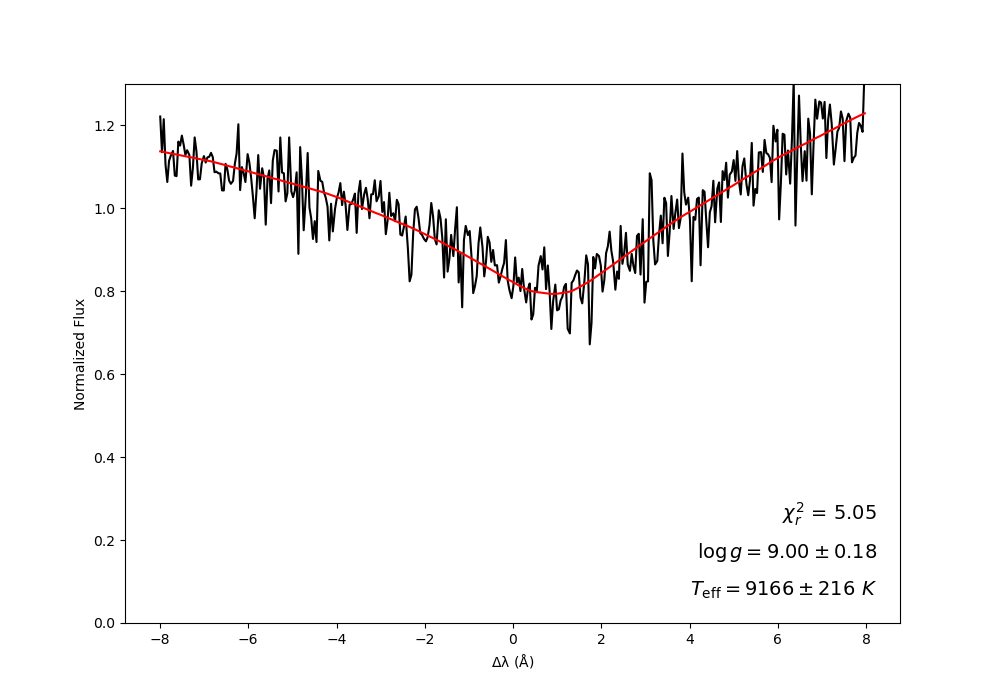 1.2
1.0
0.8
0.6
0.4
0.2
0.0
Normalized Flux
χ²ᵣ = 5.05
log g = 9.00 ± 0.18
T_eff = 9166 ± 216 K
−8 −6 −4 −2 0 2 4 6 8
Δλ (Å)